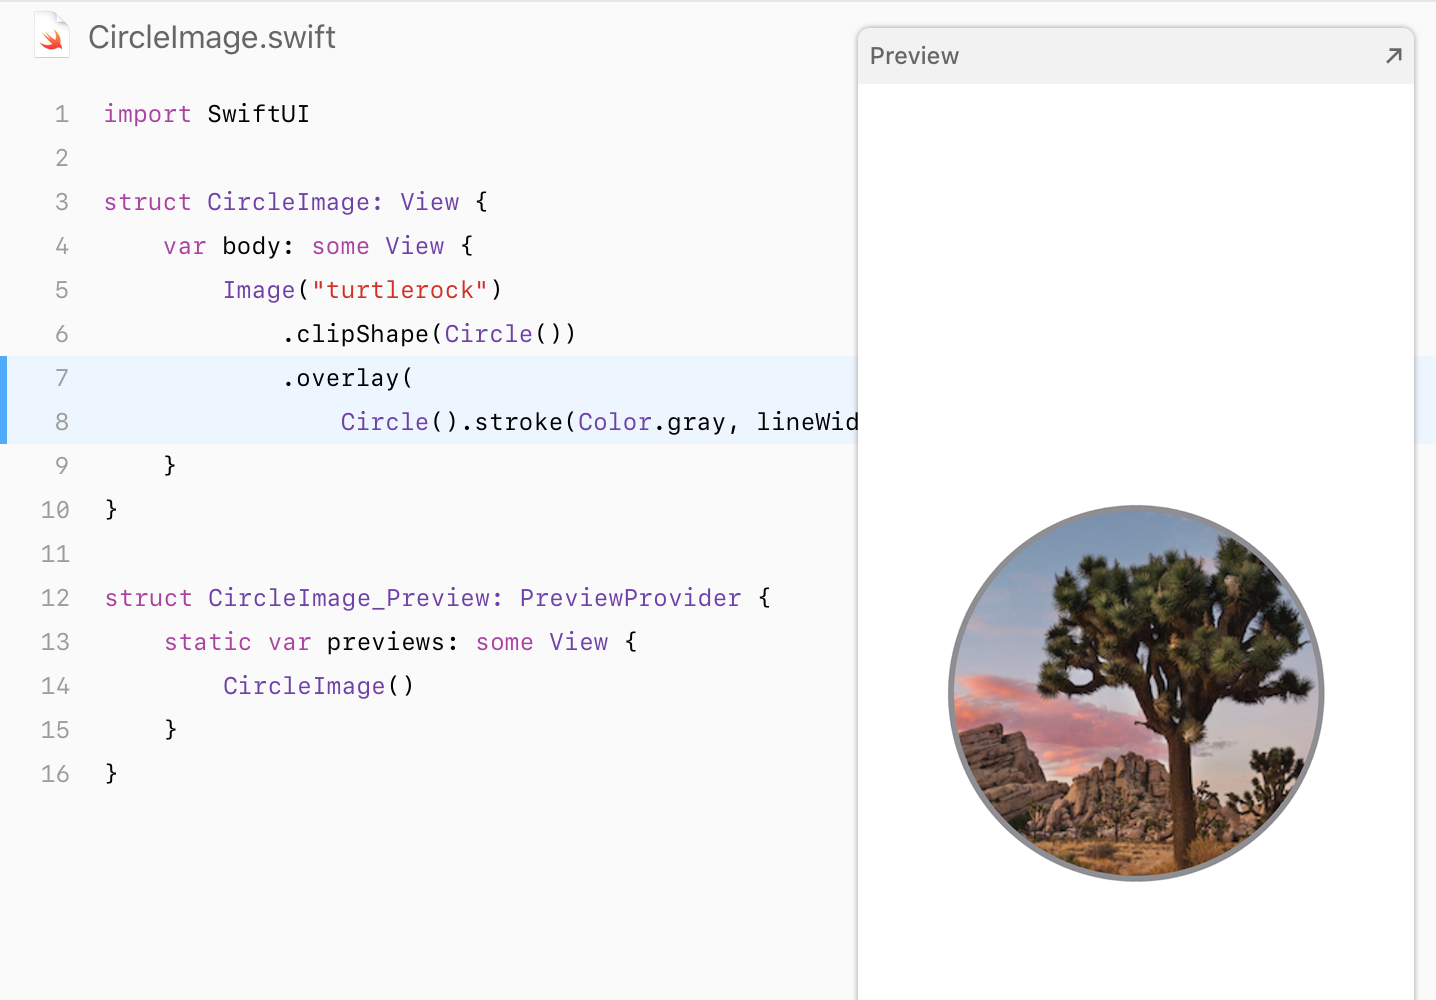 CircleImage.swift
Preview
1 import SwiftUI
2
3 struct CircleImage: View {
4     var body: some View {
5         Image("turtlerock")
6             .clipShape(Circle())
7             .overlay(
8                 Circle().stroke(Color.gray, lineWid
9     }
10 }
11
12 struct CircleImage_Preview: PreviewProvider {
13     static var previews: some View {
14         CircleImage()
15     }
16 }